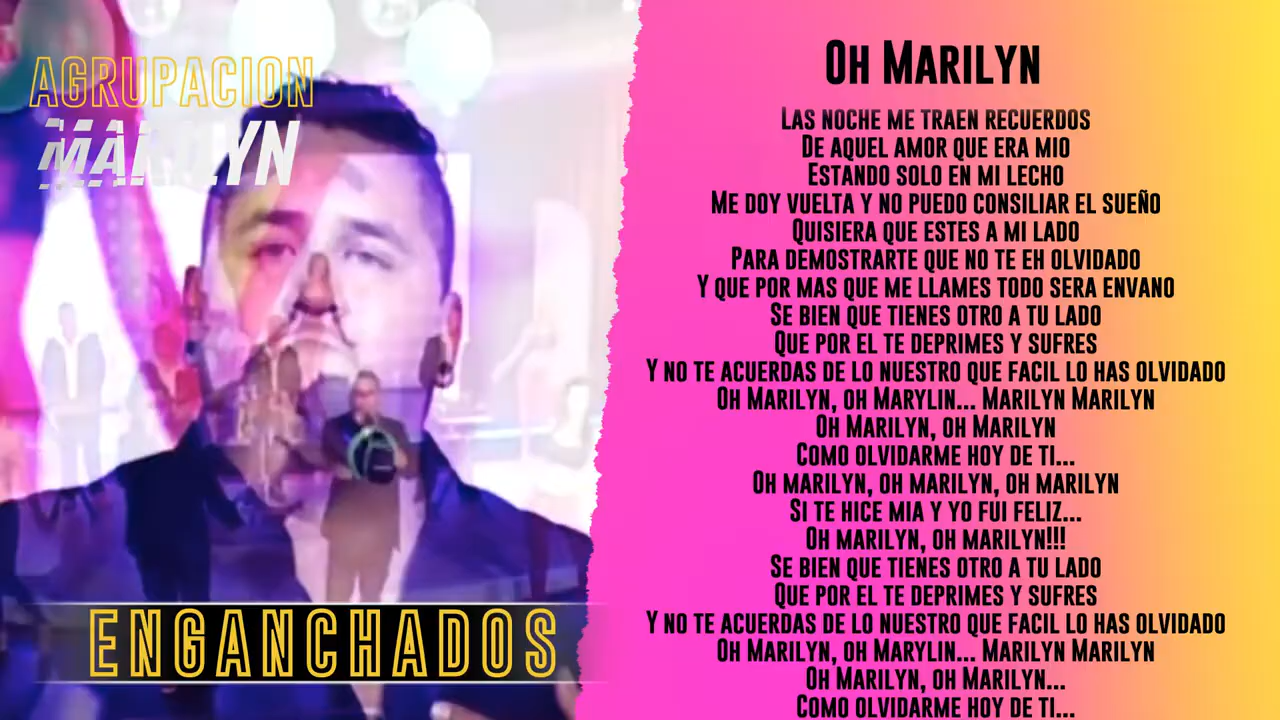 AGRUPACION
MARILYN
ENGANCHADOS
OH MARILYN
LAS NOCHE ME TRAEN RECUERDOS
DE AQUEL AMOR QUE ERA MIO
ESTANDO SOLO EN MI LECHO
ME DOY VUELTA Y NO PUEDO CONSILIAR EL SUEÑO
QUISIERA QUE ESTES A MI LADO
PARA DEMOSTRARTE QUE NO TE EH OLVIDADO
Y QUE POR MAS QUE ME LLAMES TODO SERA ENVANO
SE BIEN QUE TIENES OTRO A TU LADO
QUE POR EL TE DEPRIMES Y SUFRES
Y NO TE ACUERDAS DE LO NUESTRO QUE FACIL LO HAS OLVIDADO
OH MARILYN, OH MARYLIN... MARILYN MARILYN
OH MARILYN, OH MARILYN
COMO OLVIDARME HOY DE TI...
OH MARILYN, OH MARILYN, OH MARILYN
SI TE HICE MIA Y YO FUI FELIZ...
OH MARILYN, OH MARILYN!!!
SE BIEN QUE TIENES OTRO A TU LADO
QUE POR EL TE DEPRIMES Y SUFRES
Y NO TE ACUERDAS DE LO NUESTRO QUE FACIL LO HAS OLVIDADO
OH MARILYN, OH MARYLIN... MARILYN MARILYN
OH MARILYN, OH MARILYN...
COMO OLVIDARME HOY DE TI...